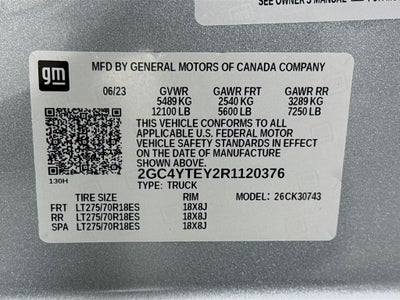 SEE OWNER'S MANUAL
gm
MFD BY GENERAL MOTORS OF CANADA COMPANY
06/23 GVWR GAWR FRT GAWR RR
5489 KG 2540 KG 3289 KG
12100 LB 5600 LB 7250 LB
THIS VEHICLE CONFORMS TO ALL
APPLICABLE U.S. FEDERAL MOTOR
VEHICLE SAFETY STANDARDS IN EFFECT
ON THE DATE OF MANUFACTURE
SHOWN ABOVE.
2GC4YTEY2R1120376
130H TYPE: TRUCK
TIRE SIZE RIM MODEL: 26CK30743
FRT LT275/70R18ES 18X8J
RR LT275/70R18ES 18X8J
SPA LT275/70R18ES 18X8J